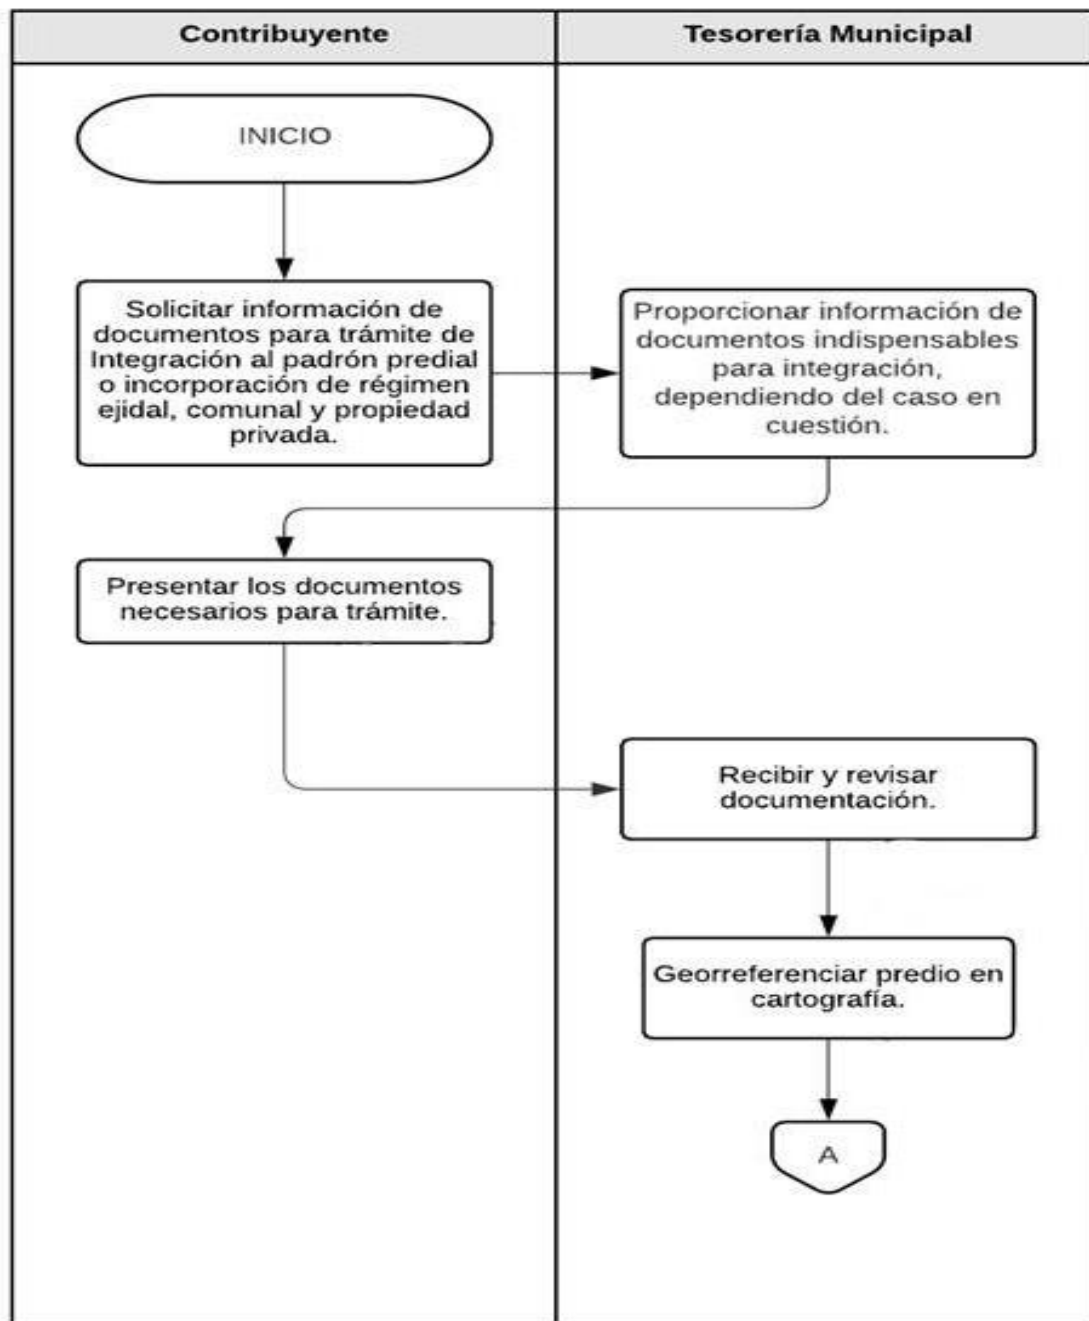 Contribuyente
Tesorería Municipal
INICIO
Solicitar información de
documentos para trámite de
Integración al padrón predial
o incorporación de régimen
ejidal, comunal y propiedad
privada.
Proporcionar información de
documentos indispensables
para integración,
dependiendo del caso en
cuestión.
Presentar los documentos
necesarios para trámite.
Recibir y revisar
documentación.
Georreferenciar predio en
cartografía.
A